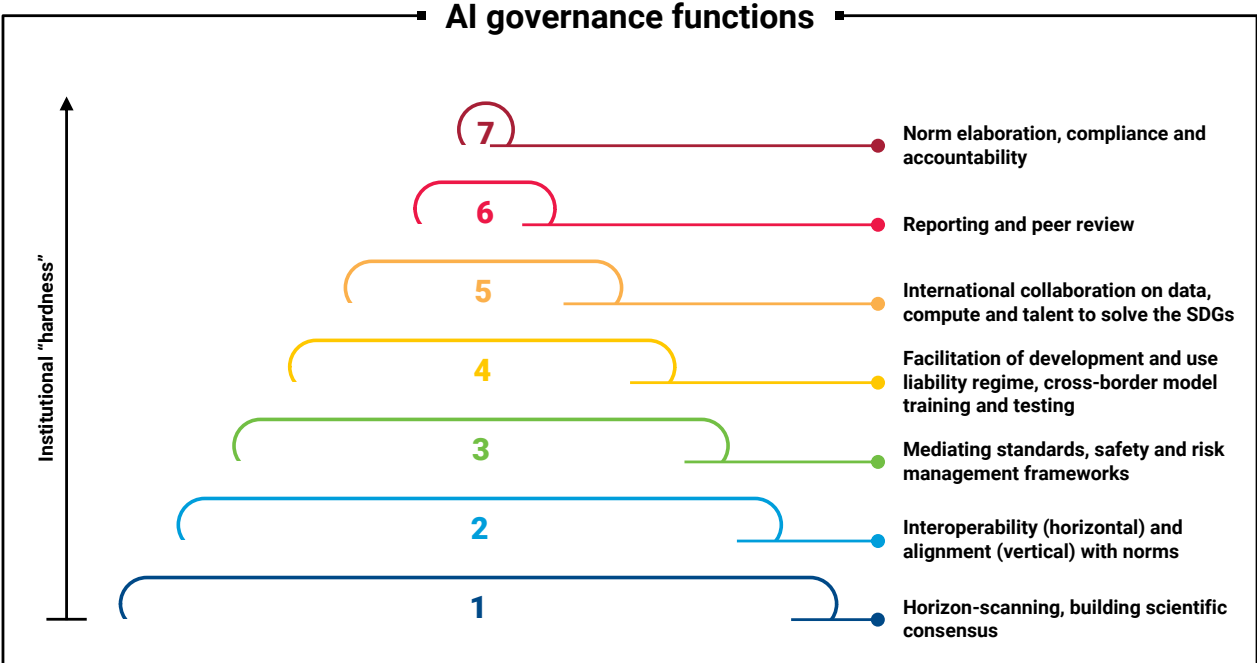 AI governance functions
Institutional “hardness”
7
Norm elaboration, compliance and
accountability
6
Reporting and peer review
5
International collaboration on data,
compute and talent to solve the SDGs
4
Facilitation of development and use
liability regime, cross-border model
training and testing
3
Mediating standards, safety and risk
management frameworks
2
Interoperability (horizontal) and
alignment (vertical) with norms
1
Horizon-scanning, building scientific
consensus